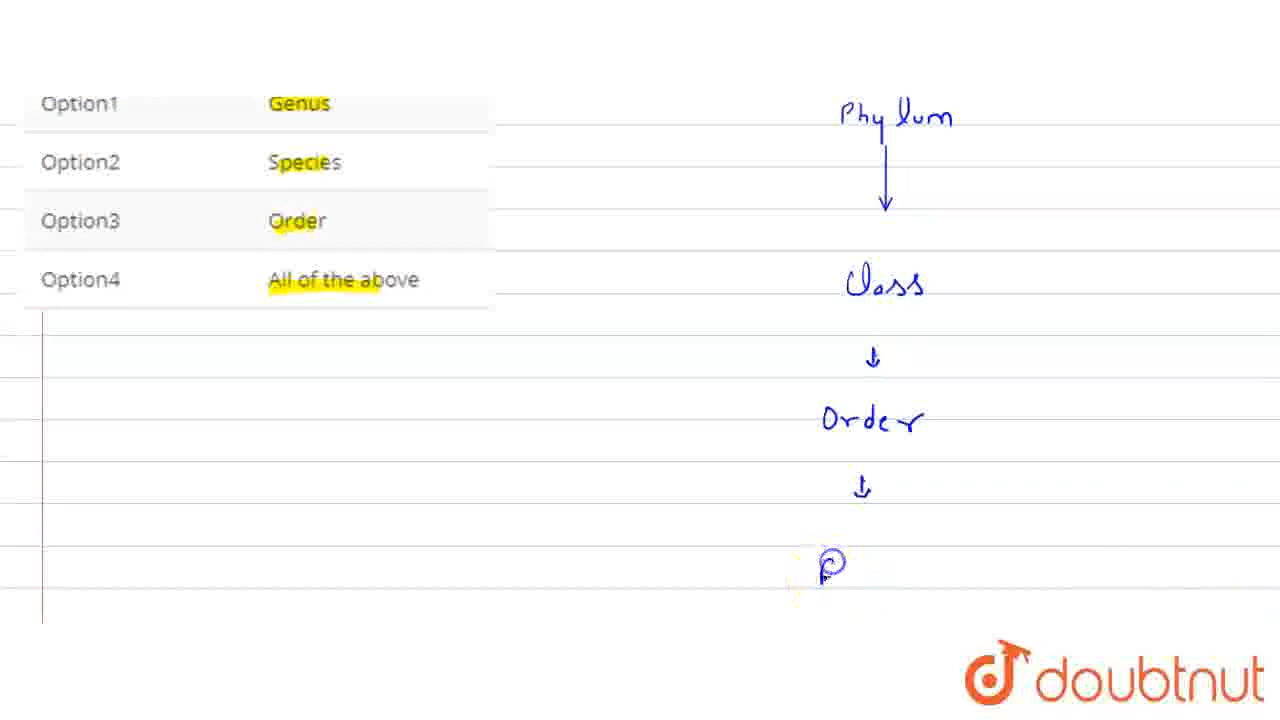 Option1 Genus
Option2 Species
Option3 Order
Option4 All of the above
Phylum
Class
Order
F
doubtnut